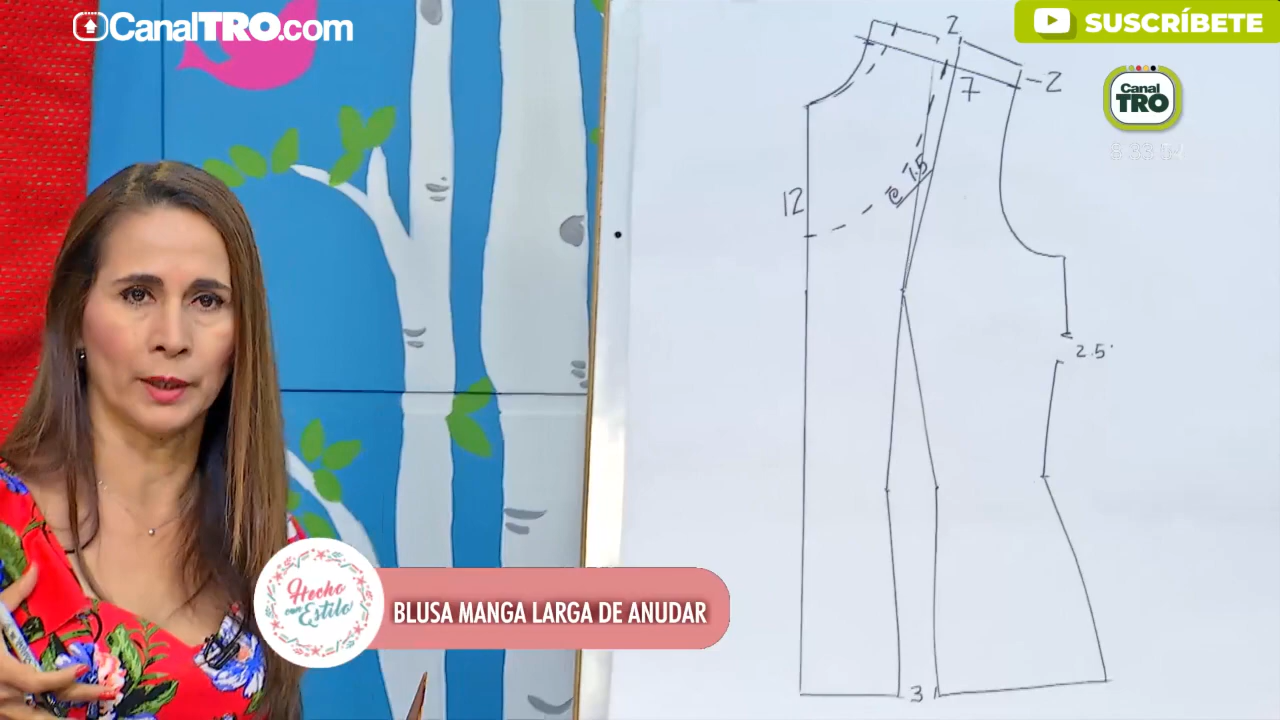 CanalTRO.com
SUSCRÍBETE
Canal
TRO
2
7
-2
7.5
12
2.5
3
Hecho
con Estilo
BLUSA MANGA LARGA DE ANUDAR